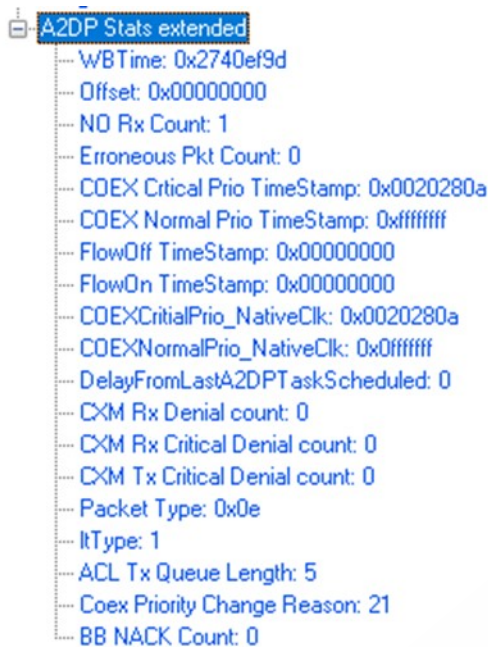 A2DP Stats extended
WBTime: 0x2740ef9d
Offset: 0x00000000
NO Rx Count: 1
Erroneous Pkt Count: 0
COEX Crtical Prio TimeStamp: 0x0020280a
COEX Normal Prio TimeStamp: 0xffffffff
FlowOff TimeStamp: 0x00000000
FlowOn TimeStamp: 0x00000000
COEXCritialPrio_NativeClk: 0x0020280a
COEXNormalPrio_NativeClk: 0x0fffffff
DelayFromLastA2DPTaskScheduled: 0
CXM Rx Denial count: 0
CXM Rx Critical Denial count: 0
CXM Tx Critical Denial count: 0
Packet Type: 0x0e
ltType: 1
ACL Tx Queue Length: 5
Coex Priority Change Reason: 21
BB NACK Count: 0